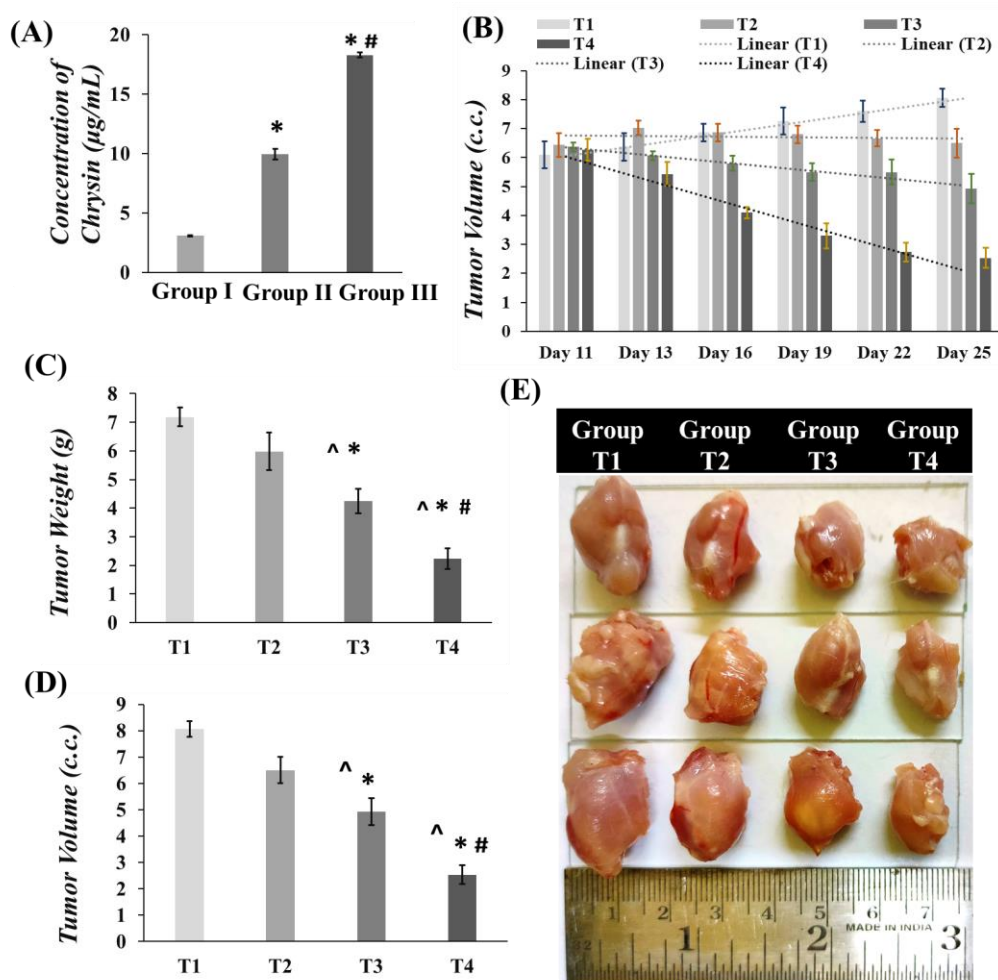 (A)
Concentration of
Chrysin (µg/mL)
20
15
10
5
0
*
* #
Group I Group II Group III
(B)
T1 T2 T3
T4 Linear (T1) Linear (T2)
Linear (T3) Linear (T4)
Tumor Volume (c.c.)
9
8
7
6
5
4
3
2
1
0
Day 11 Day 13 Day 16 Day 19 Day 22 Day 25
(C)
Tumor Weight (g)
8
7
6
5
4
3
2
1
0
^ *
^ * #
T1 T2 T3 T4
(D)
Tumor Volume (c.c.)
9
8
7
6
5
4
3
2
1
0
^ *
^ * #
T1 T2 T3 T4
(E)
Group Group Group Group
T1 T2 T3 T4
1 2 3 4 5 6 7
MADE IN INDIA
32 1 2 3